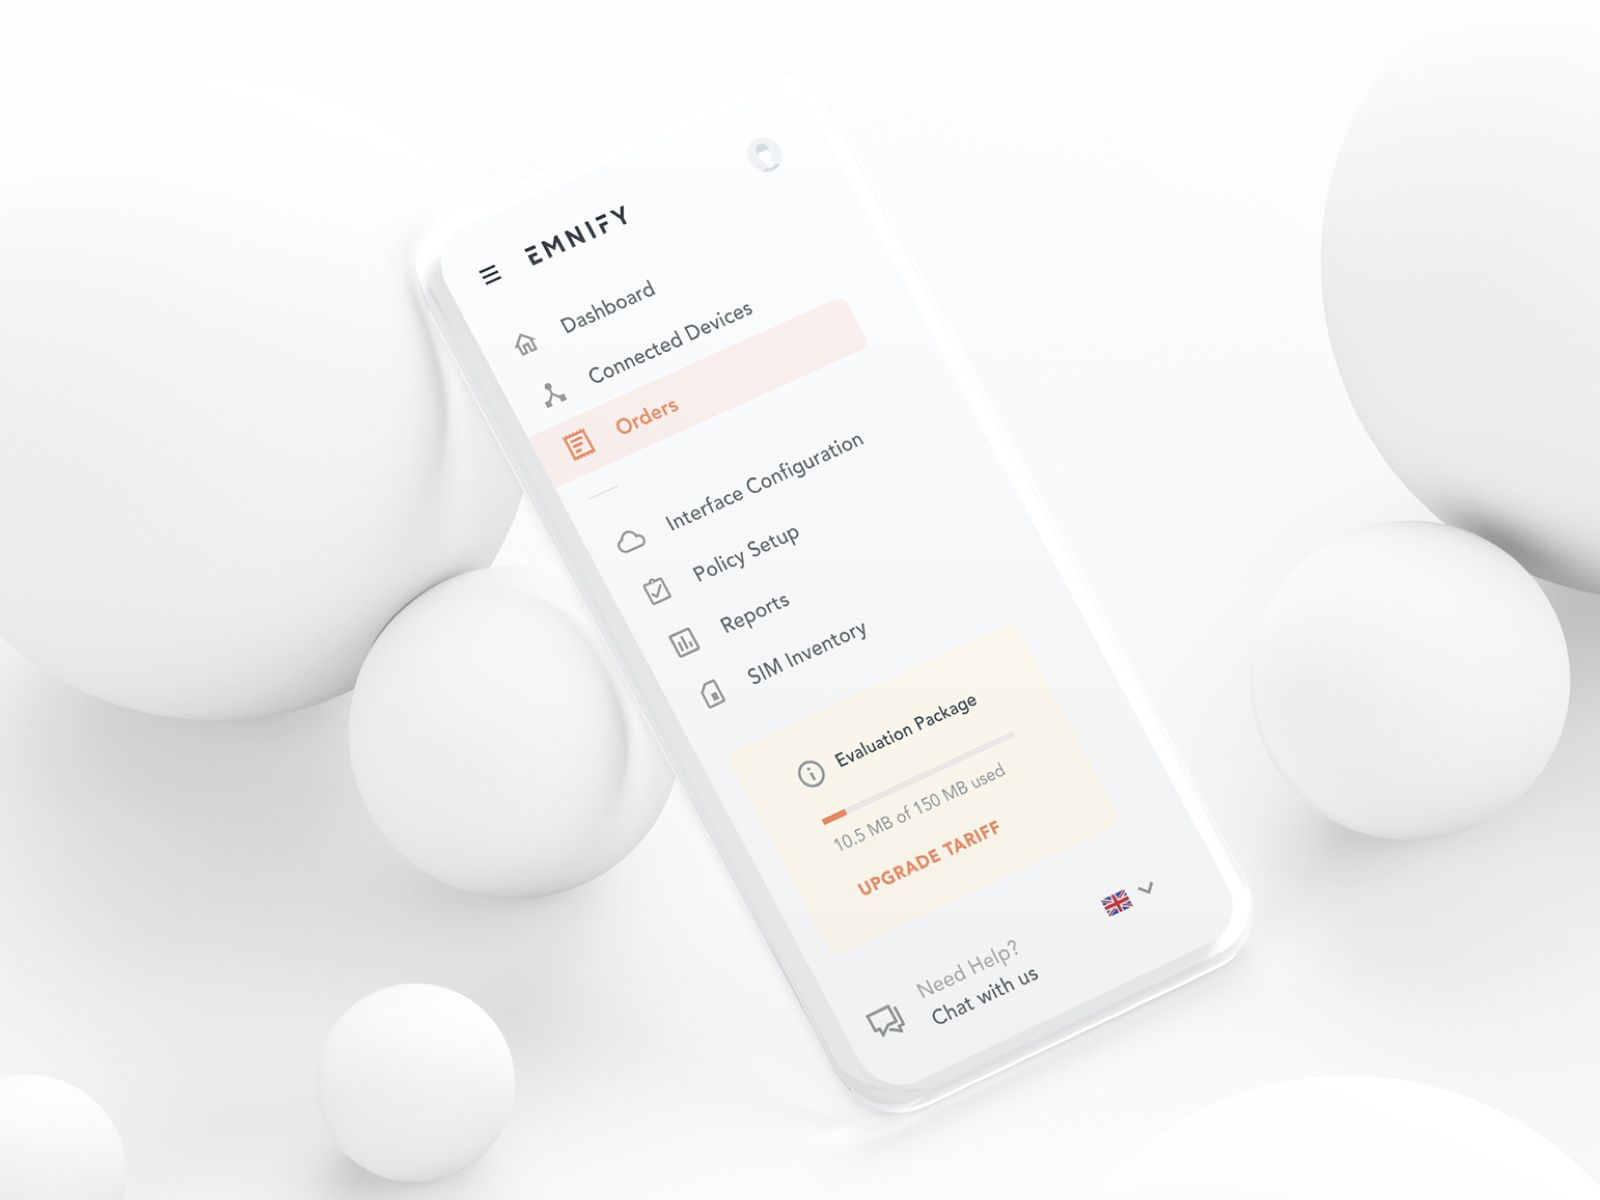 EMNIFY
Dashboard
Connected Devices
Orders
Interface Configuration
Policy Setup
Reports
SIM Inventory
Evaluation Package
10.5 MB of 150 MB used
UPGRADE TARIFF
Need Help?
Chat with us